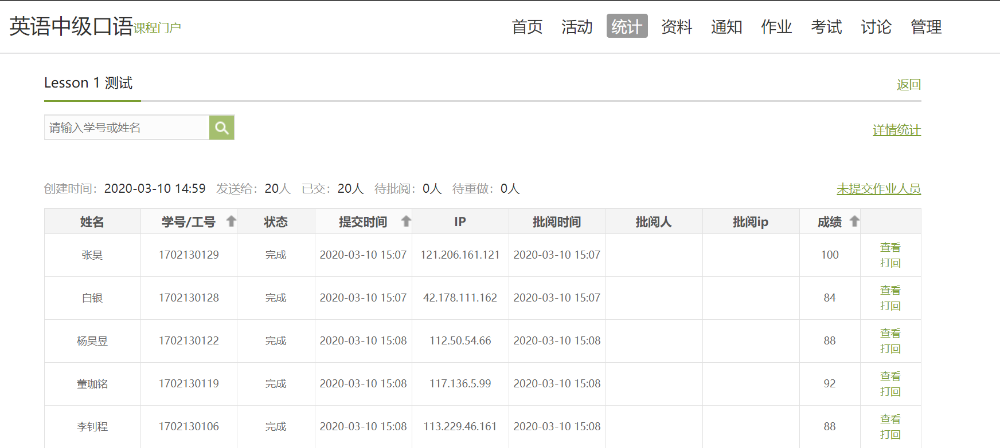 英语中级口语课程门户 首页 活动 统计 资料 通知 作业 考试 讨论 管理
Lesson 1 测试 返回
请输入学号或姓名 详情统计
创建时间：2020-03-10 14:59 发送给：20人 已交：20人 待批阅：0人 待重做：0人 未提交作业人员
姓名 学号/工号 状态 提交时间 IP 批阅时间 批阅人 批阅ip 成绩
张昊 1702130129 完成 2020-03-10 15:07 121.206.161.121 2020-03-10 15:07 100 查看
打回
白银 1702130128 完成 2020-03-10 15:07 42.178.111.162 2020-03-10 15:07 84 查看
打回
杨昊昱 1702130122 完成 2020-03-10 15:08 112.50.54.66 2020-03-10 15:08 88 查看
打回
董珈铭 1702130119 完成 2020-03-10 15:08 117.136.5.99 2020-03-10 15:08 92 查看
打回
李钊程 1702130106 完成 2020-03-10 15:08 113.229.46.161 2020-03-10 15:08 88 查看
打回